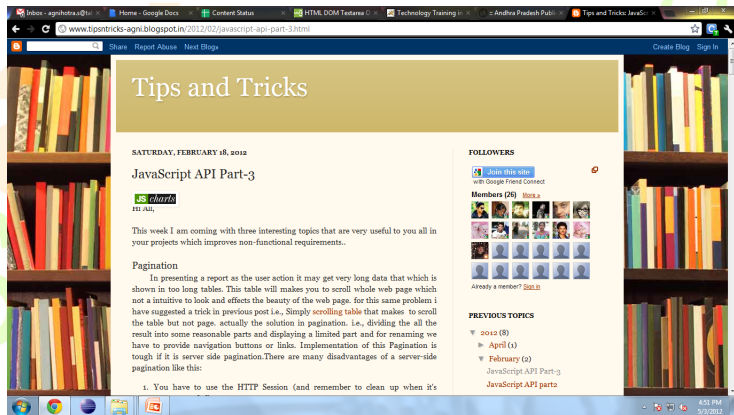 Inbox - agnihotra.s@tal
Home - Google Docs
Content Status
HTML DOM Textarea O
Technology Training in
:: Andhra Pradesh Publi
Tips and Tricks: JavaScr
www.tipsntricks-agni.blogspot.in/2012/02/javascript-api-part-3.html
Share Report Abuse Next Blog»
Create Blog Sign In
Tips and Tricks
SATURDAY, FEBRUARY 18, 2012
JavaScript API Part-3
JS charts
Hi All,
This week I am coming with three interesting topics that are very useful to you all in
your projects which improves non-functional requirements..
Pagination
In presenting a report as the user action it may get very long data that which is
shown in too long tables. This table will makes you to scroll whole web page which
not a intuitive to look and effects the beauty of the web page. for this same problem i
have suggested a trick in previous post i.e., Simply scrolling table that makes to scroll
the table but not page. actually the solution in pagination. i.e., dividing the all the
result into some reasonable parts and displaying a limited part and for renaming we
have to provide navigation buttons or links. Implementation of this Pagination is
tough if it is server side pagination.There are many disadvantages of a server-side
pagination like this:
1. You have to use the HTTP Session (and remember to clean up when it's
FOLLOWERS
Join this site
with Google Friend Connect
Members (26) More »
Already a member? Sign in
PREVIOUS TOPICS
▼ 2012 (8)
► April (1)
▼ February (2)
JavaScript API Part-3
JavaScript API part2
4:51 PM
5/3/2012